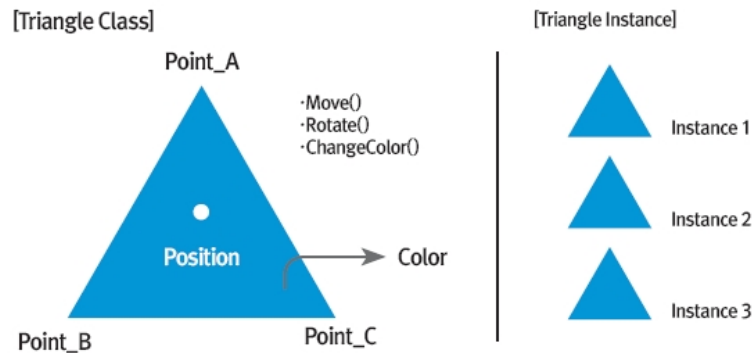 [Triangle Class]
Point_A
·Move()
·Rotate()
·ChangeColor()
Position
Color
Point_B
Point_C
[Triangle Instance]
Instance 1
Instance 2
Instance 3